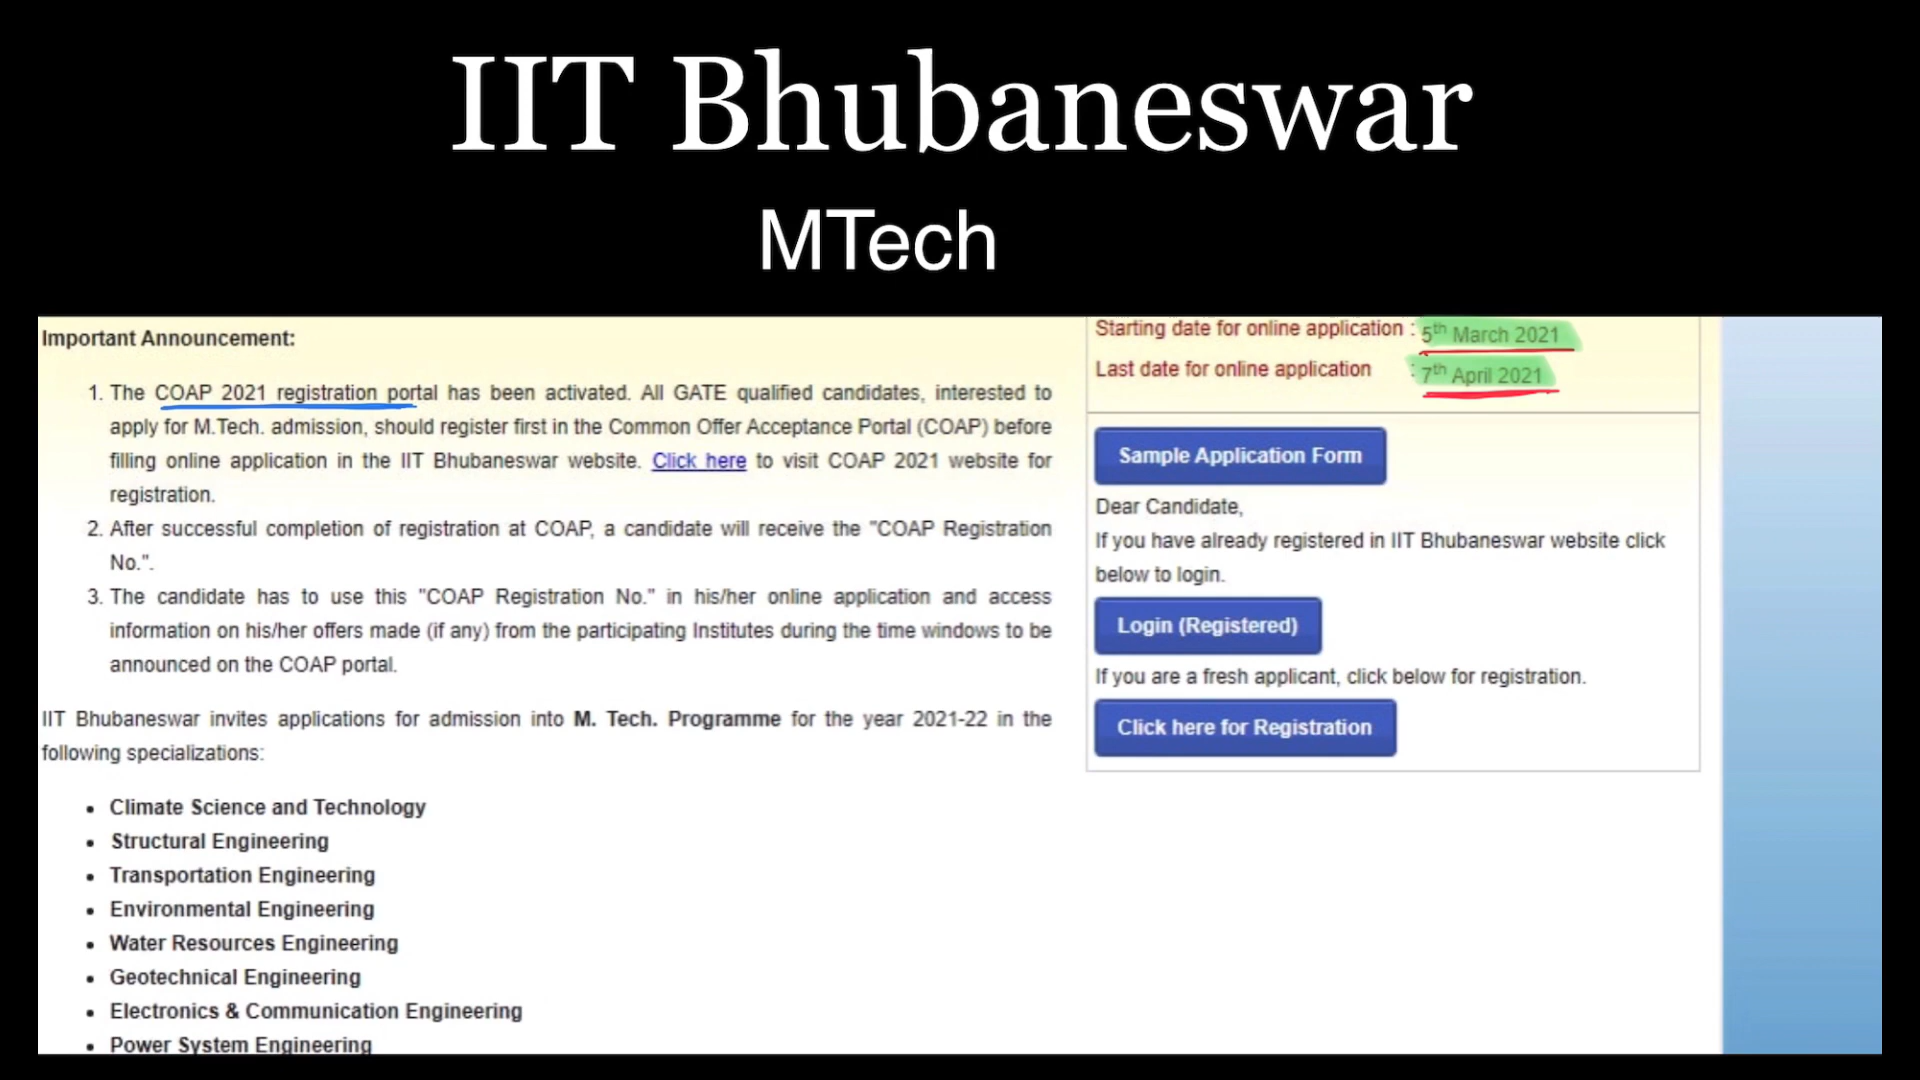 IIT Bhubaneswar
MTech
Important Announcement:
1. The COAP 2021 registration portal has been activated. All GATE qualified candidates, interested to
apply for M.Tech. admission, should register first in the Common Offer Acceptance Portal (COAP) before
filling online application in the IIT Bhubaneswar website. Click here to visit COAP 2021 website for
registration.
2. After successful completion of registration at COAP, a candidate will receive the "COAP Registration
No.".
3. The candidate has to use this "COAP Registration No." in his/her online application and access
information on his/her offers made (if any) from the participating Institutes during the time windows to be
announced on the COAP portal.
IIT Bhubaneswar invites applications for admission into M. Tech. Programme for the year 2021-22 in the
following specializations:
• Climate Science and Technology
• Structural Engineering
• Transportation Engineering
• Environmental Engineering
• Water Resources Engineering
• Geotechnical Engineering
• Electronics & Communication Engineering
• Power System Engineering
Starting date for online application : 5th March 2021
Last date for online application : 7th April 2021
Sample Application Form
Dear Candidate,
If you have already registered in IIT Bhubaneswar website click
below to login.
Login (Registered)
If you are a fresh applicant, click below for registration.
Click here for Registration